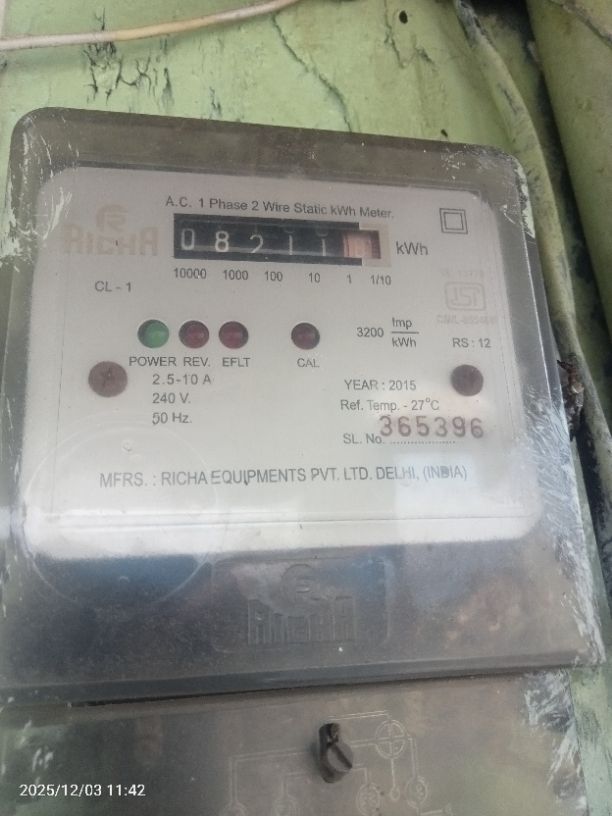 A.C. 1 Phase 2 Wire Static kWh Meter.
RICHA
08211 kWh
10000 1000 100 10 1 1/10
CL - 1
3200 Imp/kWh
RS : 12
POWER REV. EFLT CAL
2.5-10 A
240 V.
50 Hz.
YEAR : 2015
Ref. Temp. - 27°C
SL. No. 365396
MFRS. : RICHA EQUIPMENTS PVT. LTD. DELHI, (INDIA)
RICHA
2025/12/03 11:42